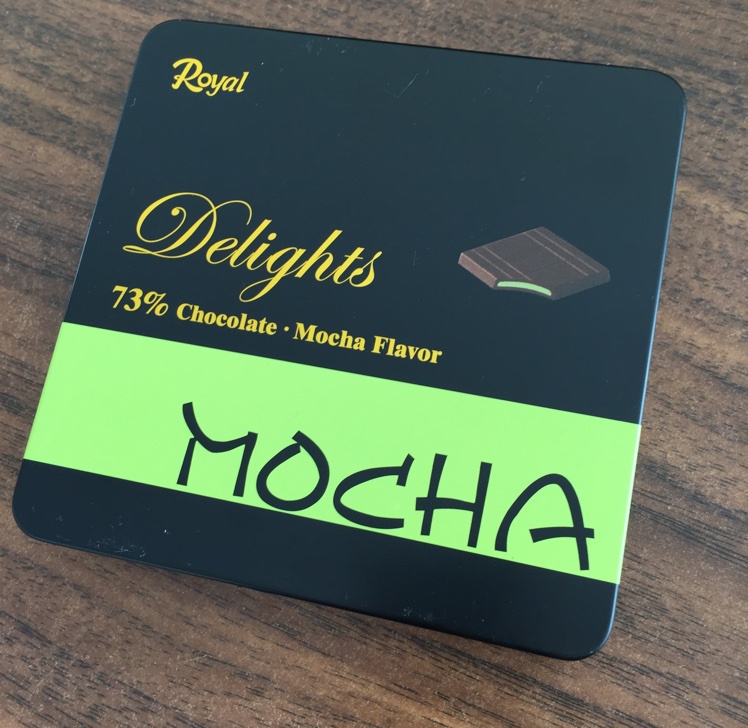 Royal
Delights
73% Chocolate · Mocha Flavor
MOCHA